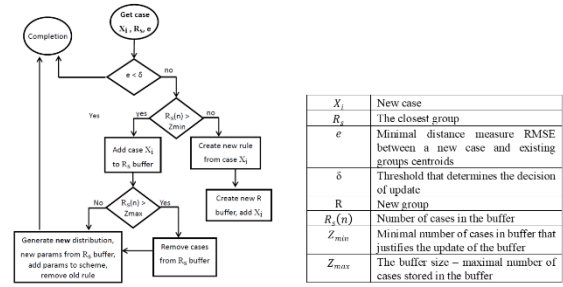 Get case
Xi , Rs, e
Completion
e < δ
no
Yes
yes
Rs(n) >
Zmin
no
Add case Xi
to Rs buffer
Create new rule
from case Xi
No
Rs(n) >
Zmax
Yes
Create new R
buffer, add Xi
Generate new distribution,
new params from Rs buffer,
add params to scheme,
remove old rule
Remove cases
from Rs buffer
Xi New case
Rs The closest group
e Minimal distance measure RMSE
between a new case and existing
groups centroids
δ Threshold that determines the decision
of update
R New group
Rs(n) Number of cases in the buffer
Zmin Minimal number of cases in buffer that
justifies the update of the buffer
Zmax The buffer size – maximal number of
cases stored in the buffer